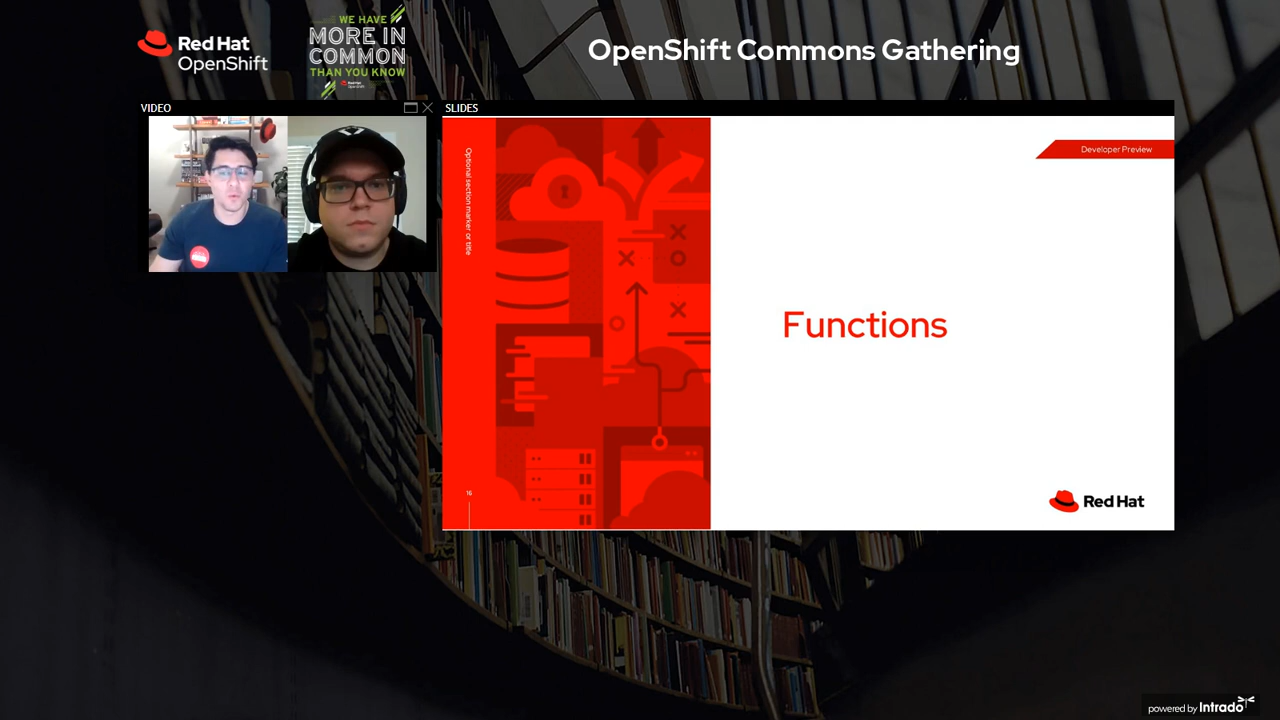 Red Hat
OpenShift
WE HAVE
MORE IN
COMMON
THAN YOU KNOW
OpenShift Commons Gathering
VIDEO
SLIDES
Optional section marker or title
Developer Preview
Functions
16
Red Hat
powered by Intrado